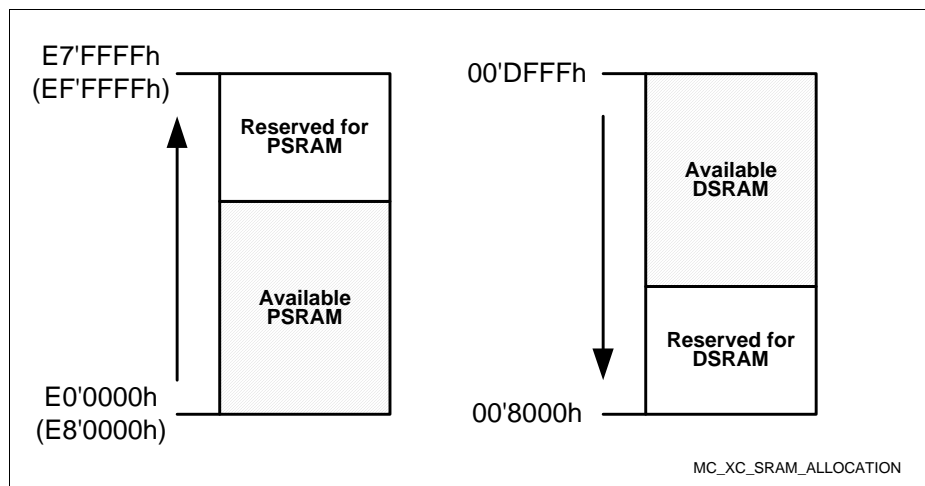 E7'FFFFh
(EF'FFFFh)
Reserved for
PSRAM
Available
PSRAM
E0'0000h
(E8'0000h)
00'DFFFh
Available
DSRAM
Reserved for
DSRAM
00'8000h
MC_XC_SRAM_ALLOCATION